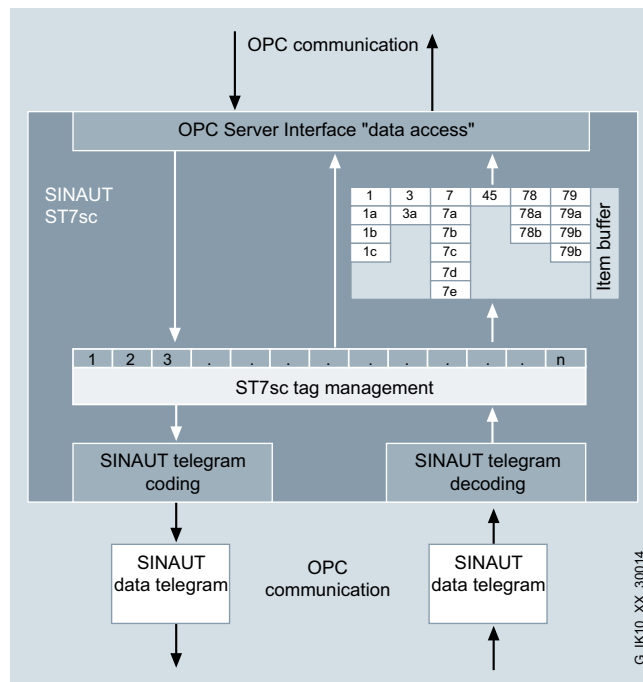 OPC communication
OPC Server Interface "data access"
SINAUT
ST7sc
1 3 7 45 78 79
1a 3a 7a 78a 79a
1b 7b 78b 79b
1c 7c 79b
7d
7e
Item buffer
1 2 3 . . . . . . . . . n
ST7sc tag management
SINAUT telegram
coding
SINAUT telegram
decoding
SINAUT
data telegram
OPC
communication
SINAUT
data telegram
G_IK10_XX_30014